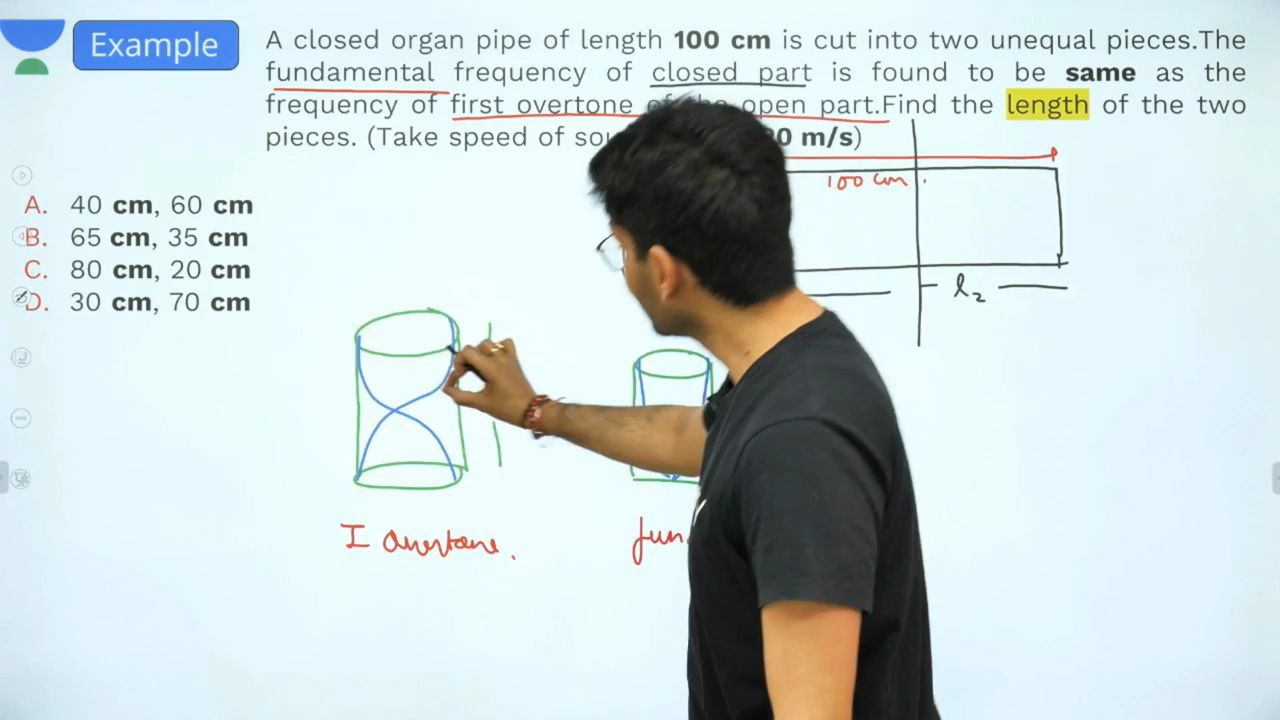 Example
A closed organ pipe of length 100 cm is cut into two unequal pieces.The
fundamental frequency of closed part is found to be same as the
frequency of first overtone of the open part.Find the length of the two
pieces. (Take speed of m/s)
100 cm.
A. 40 cm, 60 cm
B. 65 cm, 35 cm
C. 80 cm, 20 cm
D. 30 cm, 70 cm
l₂
I overtone.
fun